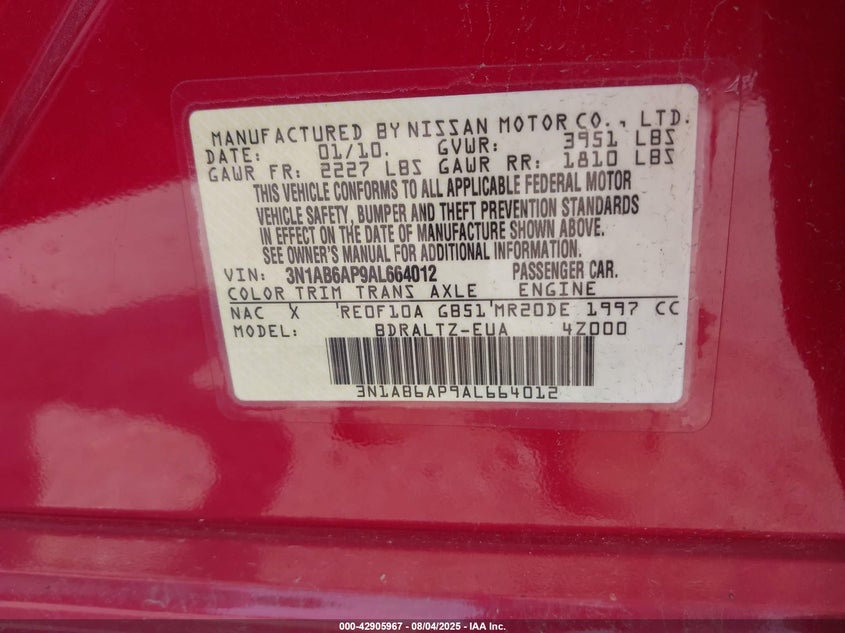 MANUFACTURED BY NISSAN MOTOR CO., LTD.
DATE: 01/10. GVWR: 3951 LBS
GAWR FR: 2227 LBS GAWR RR: 1810 LBS
THIS VEHICLE CONFORMS TO ALL APPLICABLE FEDERAL MOTOR
VEHICLE SAFETY, BUMPER AND THEFT PREVENTION STANDARDS
IN EFFECT ON THE DATE OF MANUFACTURE SHOWN ABOVE.
SEE OWNER'S MANUAL FOR ADDITIONAL INFORMATION.
VIN: 3N1AB6AP9AL664012 PASSENGER CAR.
COLOR TRIM TRANS AXLE ENGINE
NAC X 'RE0F10A GB51'MR20DE 1997 CC
MODEL: BDRALTZ-EUA 4Z000
3N1AB6AP9AL664012
000-42905967 - 08/04/2025 - IAA Inc.